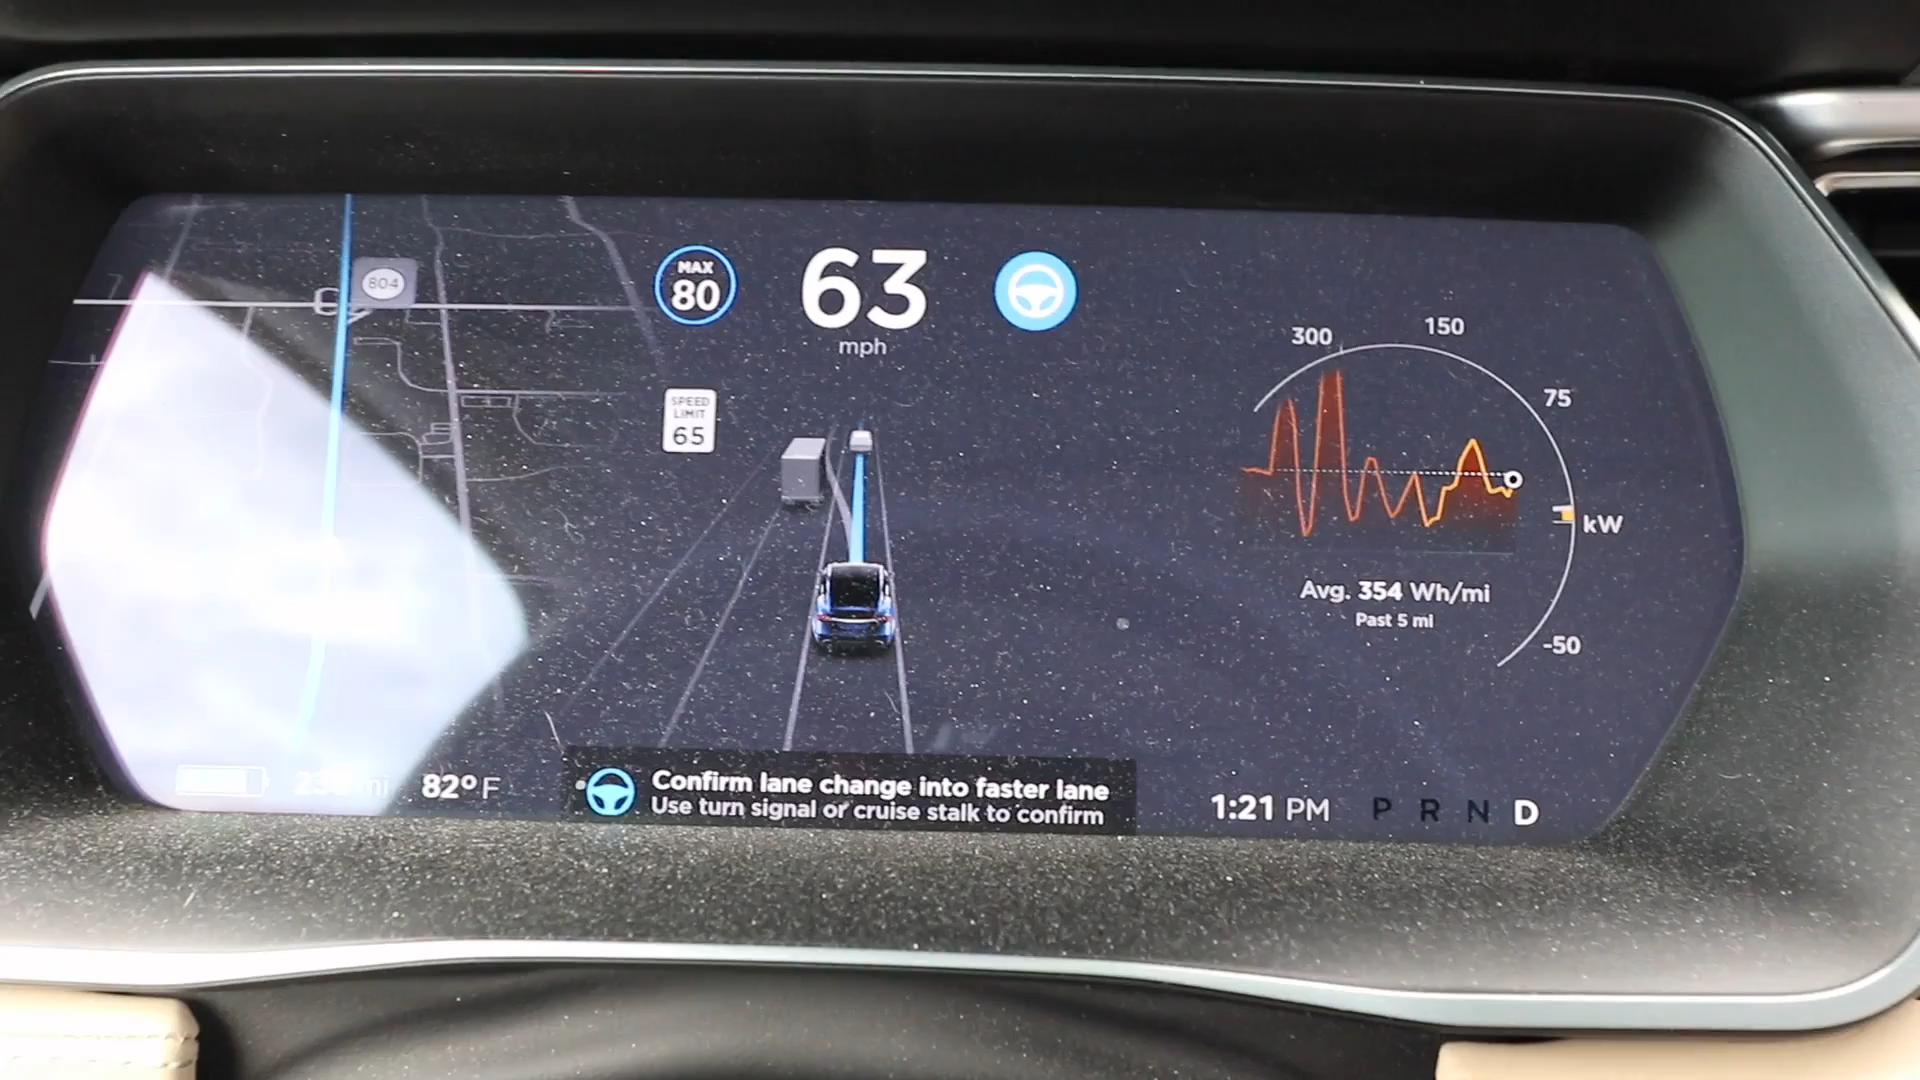 804
MAX
80
63
mph
SPEED
LIMIT
65
300
150
75
kW
-50
Avg. 354 Wh/mi
Past 5 mi
mi
82°F
Confirm lane change into faster lane
Use turn signal or cruise stalk to confirm
1:21 PM
P R N D